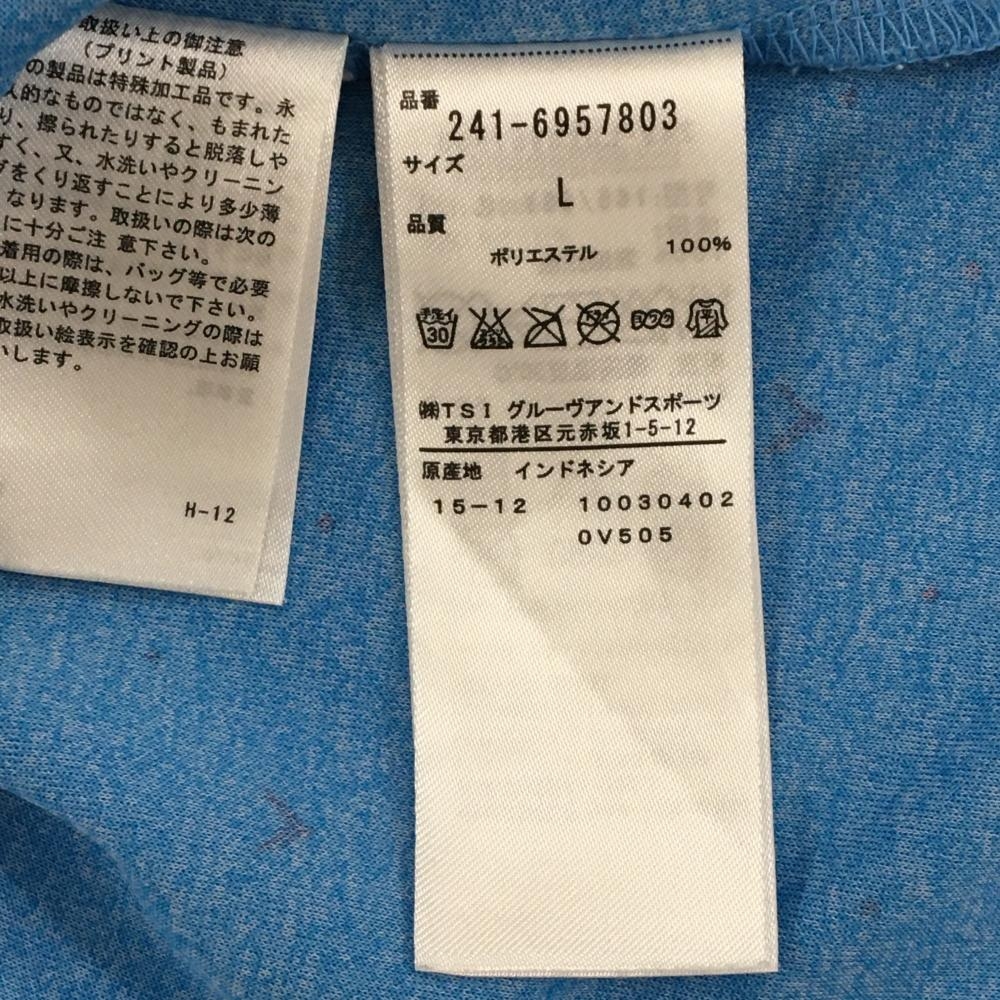 取扱い上の御注意
(プリント製品)
の製品は特殊加工品です。永
久的なものではなく、もまれた
り、擦られたりすると脱落しや
すく、又、水洗いやクリーニン
グをくり返すことにより多少薄
なります。取扱いの際は次の
に十分ご注 意下さい。
着用の際は、バッグ等で必要
以上に摩擦しないで下さい。
水洗いやクリーニングの際は
取扱い絵表示を確認の上お願
いします。
H-12
品番
241-6957803
サイズ
L
品質
ポリエステル 100%
手洗イ
30
㈱TSI グルーヴアンドスポーツ
東京都港区元赤坂1-5-12
原産地 インドネシア
15-12 10030402
0V505